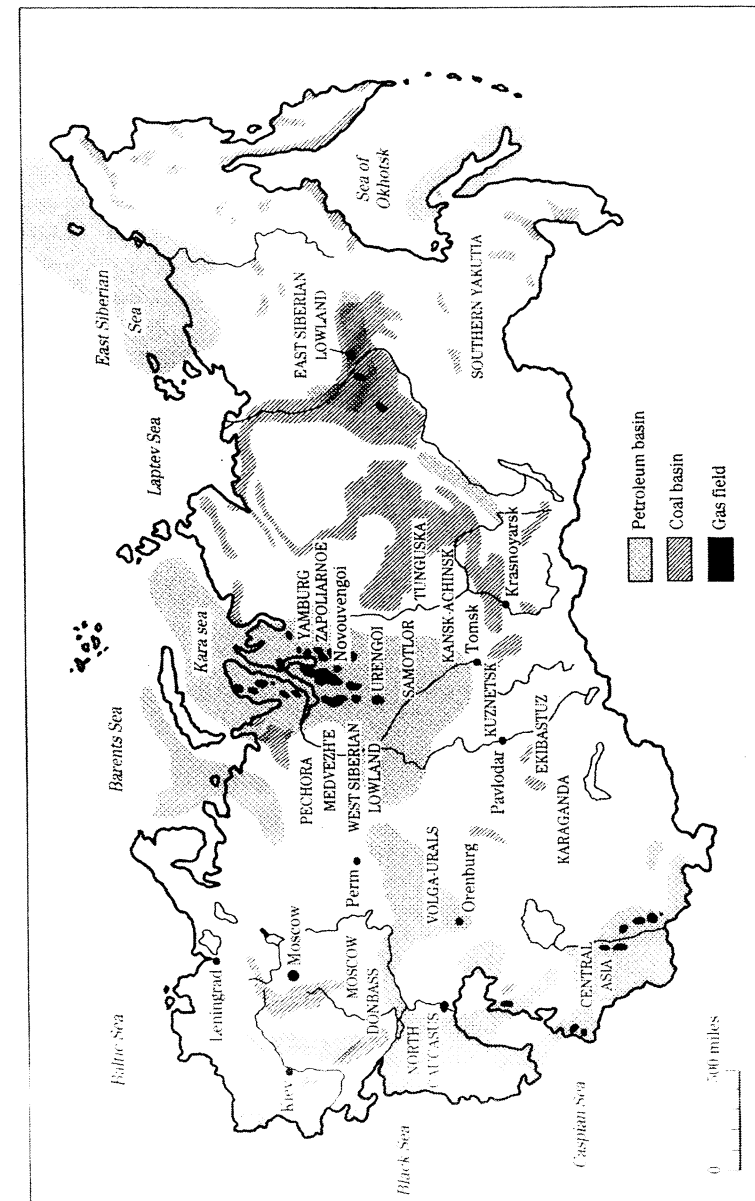 Barents Sea
Kara sea
Laptev Sea
East Siberian
Sea
Baltic Sea
Leningrad
Moscow
Kiev
MOSCOW
DONBASS
Perm
PECHORA
MEDVEZH'E
WEST SIBERIAN
LOWLAND
YAMBURG
ZAPOLIARNOE
Novouvengoi
URENGOI
SAMOTLOR
TUNGUSKA
KANSK-ACHINSK
Tomsk
Krasnoyarsk
KUZNETSK
EAST SIBERIAN
LOWLAND
Sea of
Okhotsk
SOUTHERN YAKUTIA
VOLGA-URALS
Orenburg
Pavlodar
EKIBASTUZ
KARAGANDA
Black Sea
NORTH
CAUCASUS
Caspian Sea
CENTRAL
ASIA
Petroleum basin
Coal basin
Gas field
0 500 miles